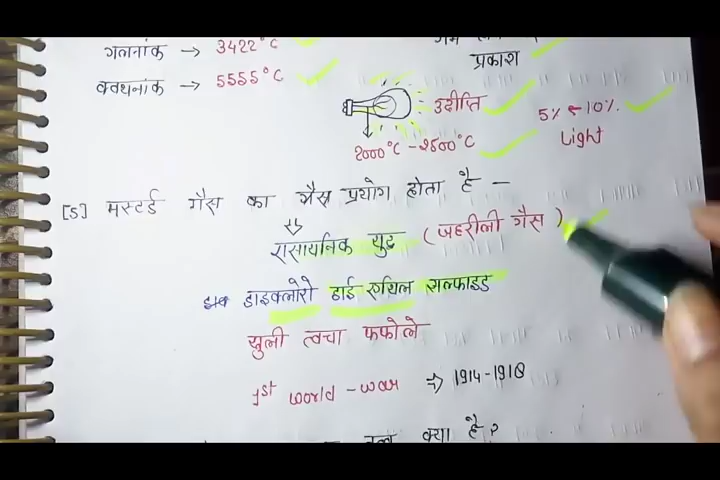 गलनांक → 3422°C
प्रकाश
क्वथनांक → 5555°C
उदीप्ति
5% - 10%
Light
2000°C - 2500°C
[5] मस्टर्ड गैस का प्रयोग होता है -
रासायनिक युद्ध (जहरीली गैस)
डाइक्लोरो डाई एथिल सल्फाइड
खुली त्वचा फफोले
1st world - war ⇒ 1914-1918
क्या है?